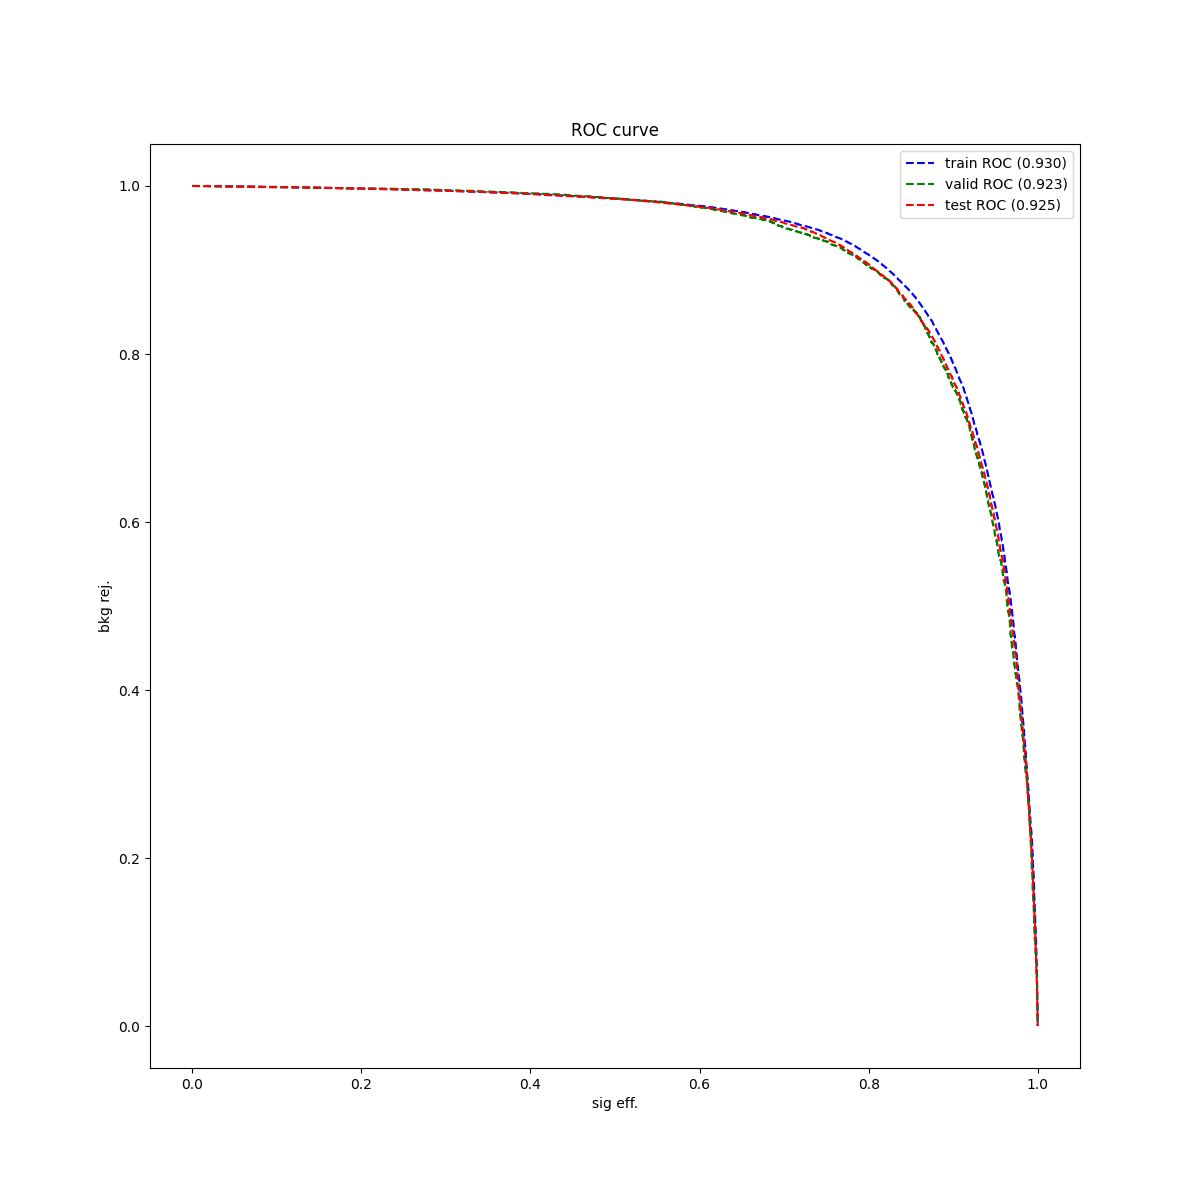 ROC curve
train ROC (0.930)
valid ROC (0.923)
test ROC (0.925)
1.0
0.8
0.6
0.4
0.2
0.0
bkg rej.
0.0 0.2 0.4 0.6 0.8 1.0
sig eff.